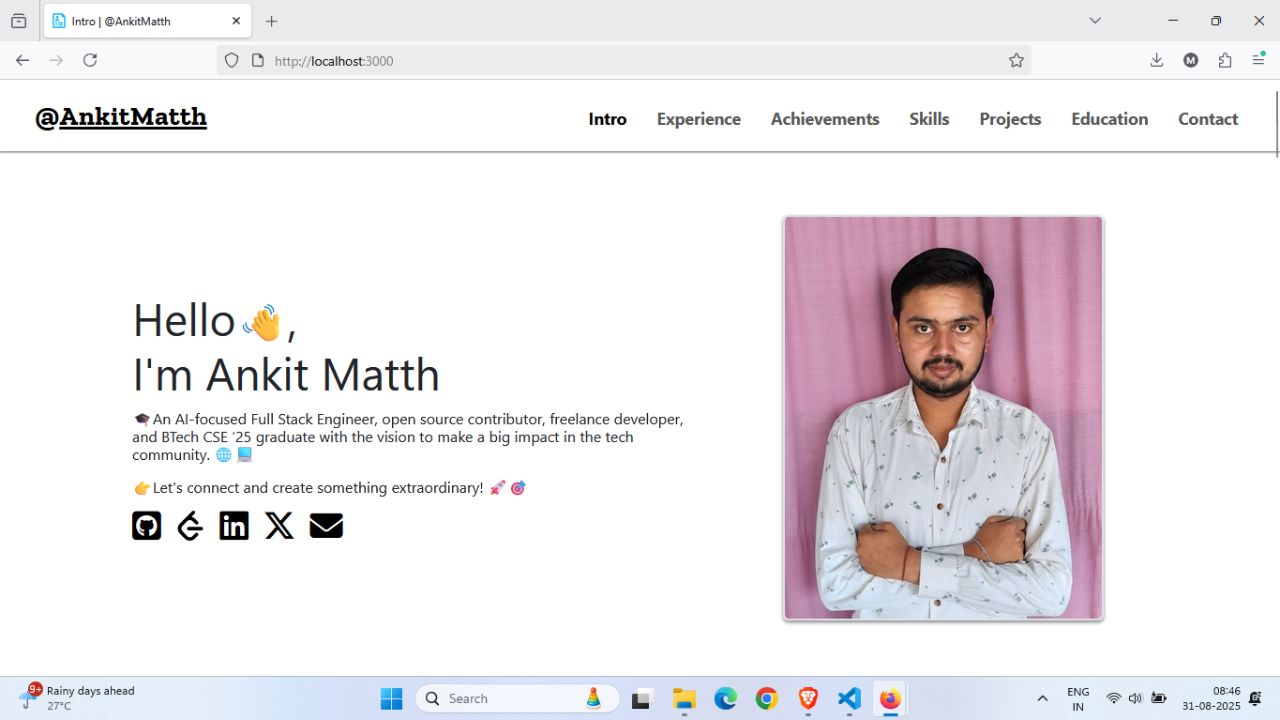 Intro | @AnkitMatth
http://localhost:3000
M
@AnkitMatth
Intro Experience Achievements Skills Projects Education Contact
Hello👋,
I'm Ankit Matth
🎓An AI-focused Full Stack Engineer, open source contributor, freelance developer,
and BTech CSE ’25 graduate with the vision to make a big impact in the tech
community. 🌐 💻
👉Let's connect and create something extraordinary! 🚀 🎯
in
9+
Rainy days ahead
27°C
Search
ENG
IN
08:46
31-08-2025